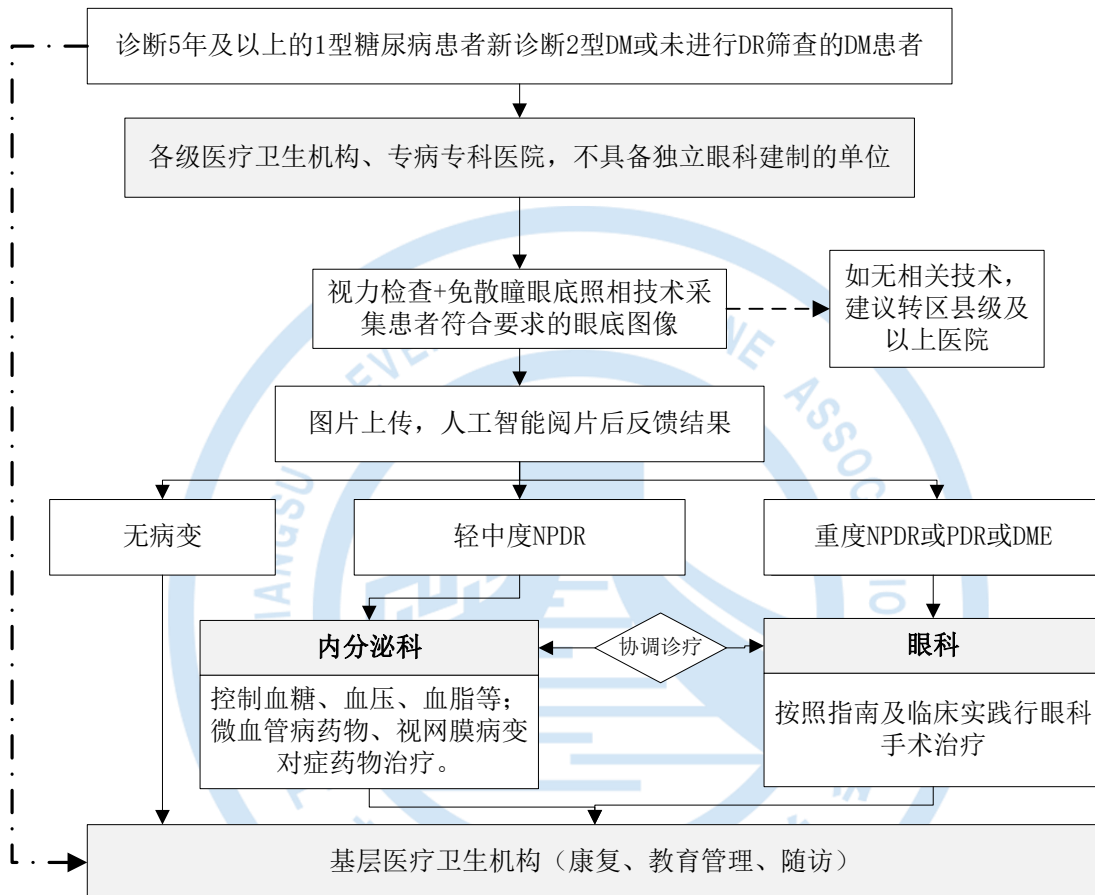 诊断5年及以上的1型糖尿病患者新诊断2型DM或未进行DR筛查的DM患者
各级医疗卫生机构、专病专科医院，不具备独立眼科建制的单位
视力检查+免散瞳眼底照相技术采
集患者符合要求的眼底图像
如无相关技术，
建议转区县级及
以上医院
图片上传，人工智能阅片后反馈结果
无病变
轻中度NPDR
重度NPDR或PDR或DME
内分泌科
协调诊疗
眼科
控制血糖、血压、血脂等；
微血管病药物、视网膜病变
对症药物治疗。
按照指南及临床实践行眼科
手术治疗
基层医疗卫生机构（康复、教育管理、随访）